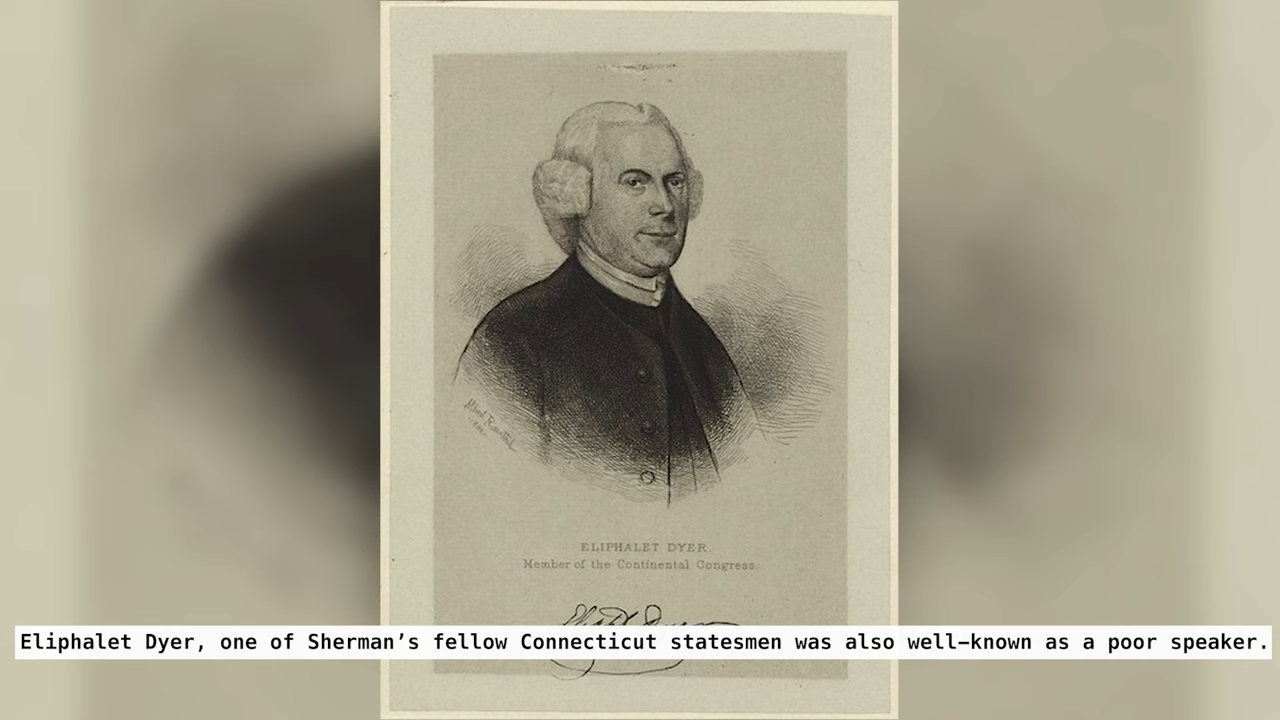 ELIPHALET DYER.
Member of the Continental Congress.
Eliphalet Dyer, one of Sherman’s fellow Connecticut statesmen was also well–known as a poor speaker.